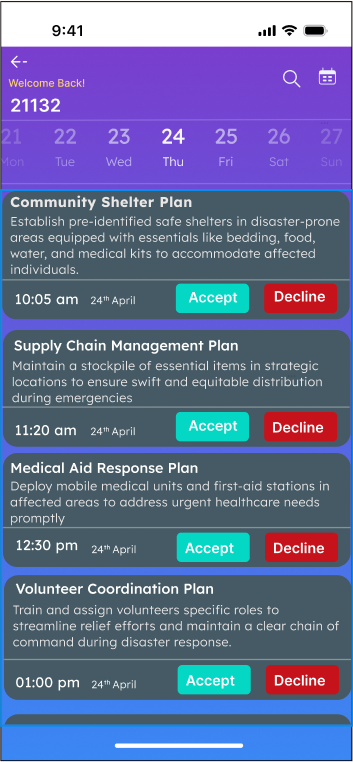 9:41
Welcome Back!
21132
21 22 23 24 25 26 27
Mon Tue Wed Thu Fri Sat Sun
Community Shelter Plan
Establish pre-identified safe shelters in disaster-prone
areas equipped with essentials like bedding, food,
water, and medical kits to accommodate affected
individuals.
10:05 am 24th April Accept Decline
Supply Chain Management Plan
Maintain a stockpile of essential items in strategic
locations to ensure swift and equitable distribution
during emergencies
11:20 am 24th April Accept Decline
Medical Aid Response Plan
Deploy mobile medical units and first-aid stations in
affected areas to address urgent healthcare needs
promptly
12:30 pm 24th April Accept Decline
Volunteer Coordination Plan
Train and assign volunteers specific roles to
streamline relief efforts and maintain a clear chain of
command during disaster response.
01:00 pm 24th April Accept Decline